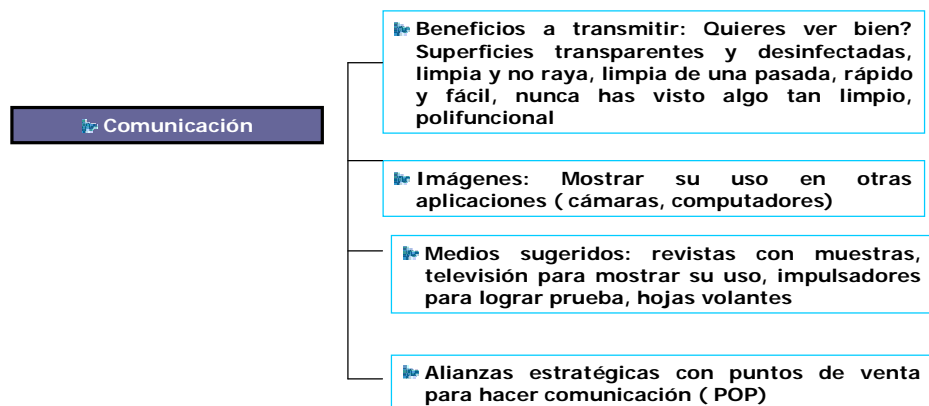 Beneficios a transmitir: Quieres ver bien?
Superficies transparentes y desinfectadas,
limpia y no raya, limpia de una pasada, rápido
y fácil, nunca has visto algo tan limpio,
polifuncional
Comunicación
Imágenes: Mostrar su uso en otras
aplicaciones ( cámaras, computadores)
Medios sugeridos: revistas con muestras,
televisión para mostrar su uso, impulsadores
para lograr prueba, hojas volantes
Alianzas estratégicas con puntos de venta
para hacer comunicación ( POP)